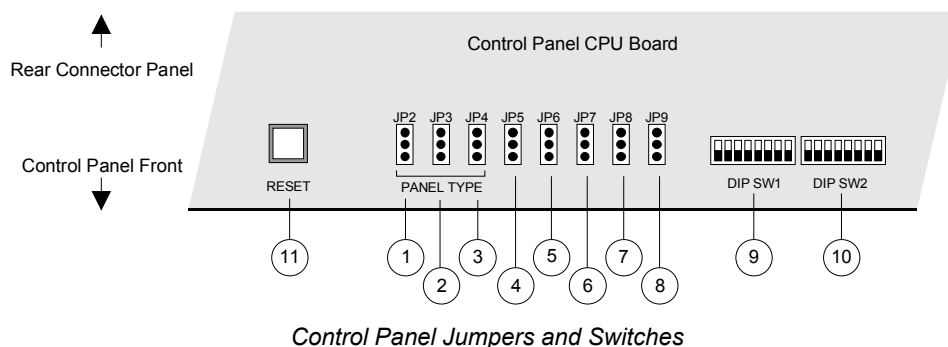 Control Panel CPU Board
Rear Connector Panel
JP2 JP3 JP4 JP5 JP6 JP7 JP8 JP9
Control Panel Front
RESET PANEL TYPE DIP SW1 DIP SW2
11 1 3 5 7 9 10
2 4 6 8
Control Panel Jumpers and Switches